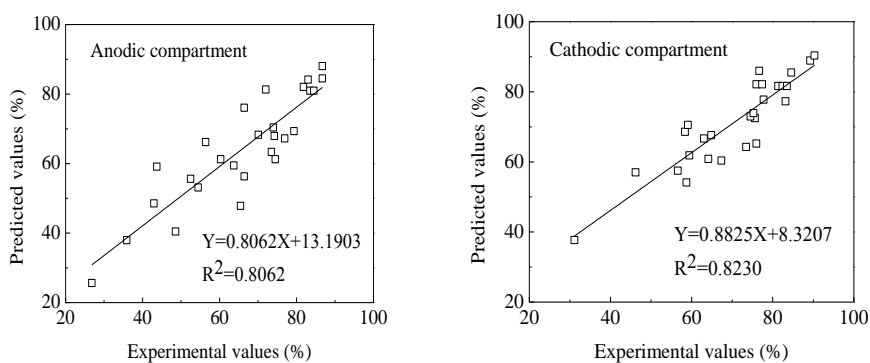 Anodic compartment
Predicted values (%)
100
80
60
40
20
Y=0.8062X+13.1903
R2=0.8062
20 40 60 80 100
Experimental values (%)
Cathodic compartment
Predicted values (%)
100
80
60
40
20
Y=0.8825X+8.3207
R2=0.8230
20 40 60 80 100
Experimental values (%)